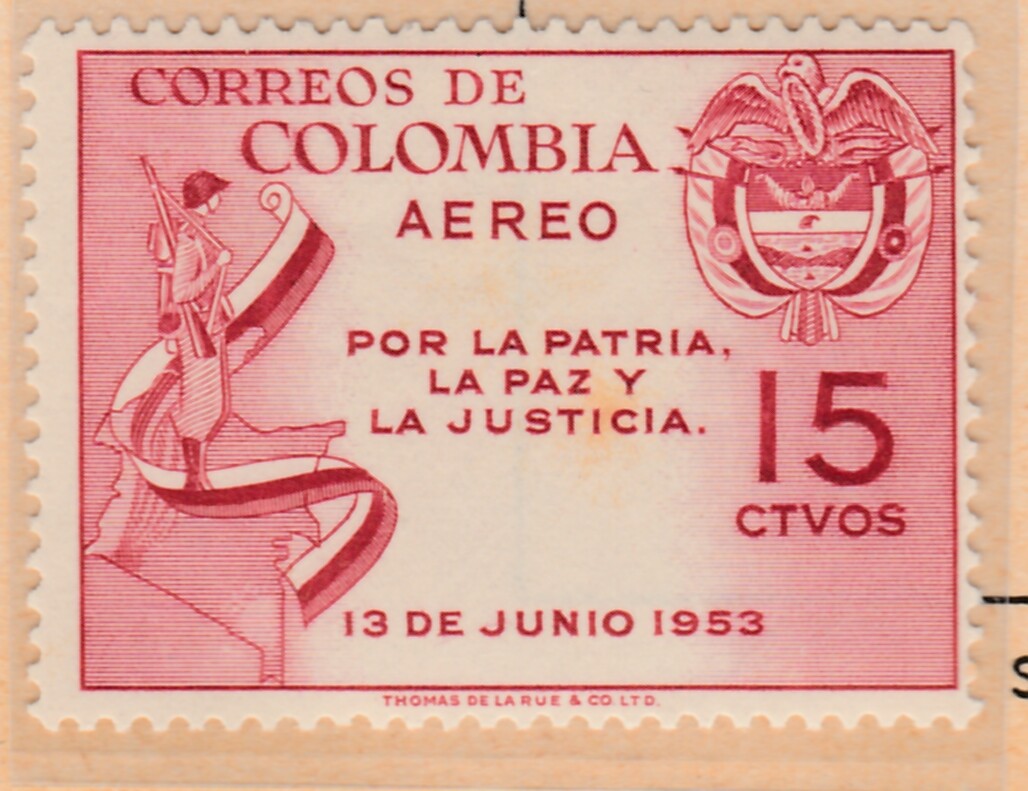 CORREOS DE
COLOMBIA
AEREO
POR LA PATRIA,
LA PAZ Y
LA JUSTICIA.
15
CTVOS
13 DE JUNIO 1953
THOMAS DE LA RUE & CO. LTD.
S